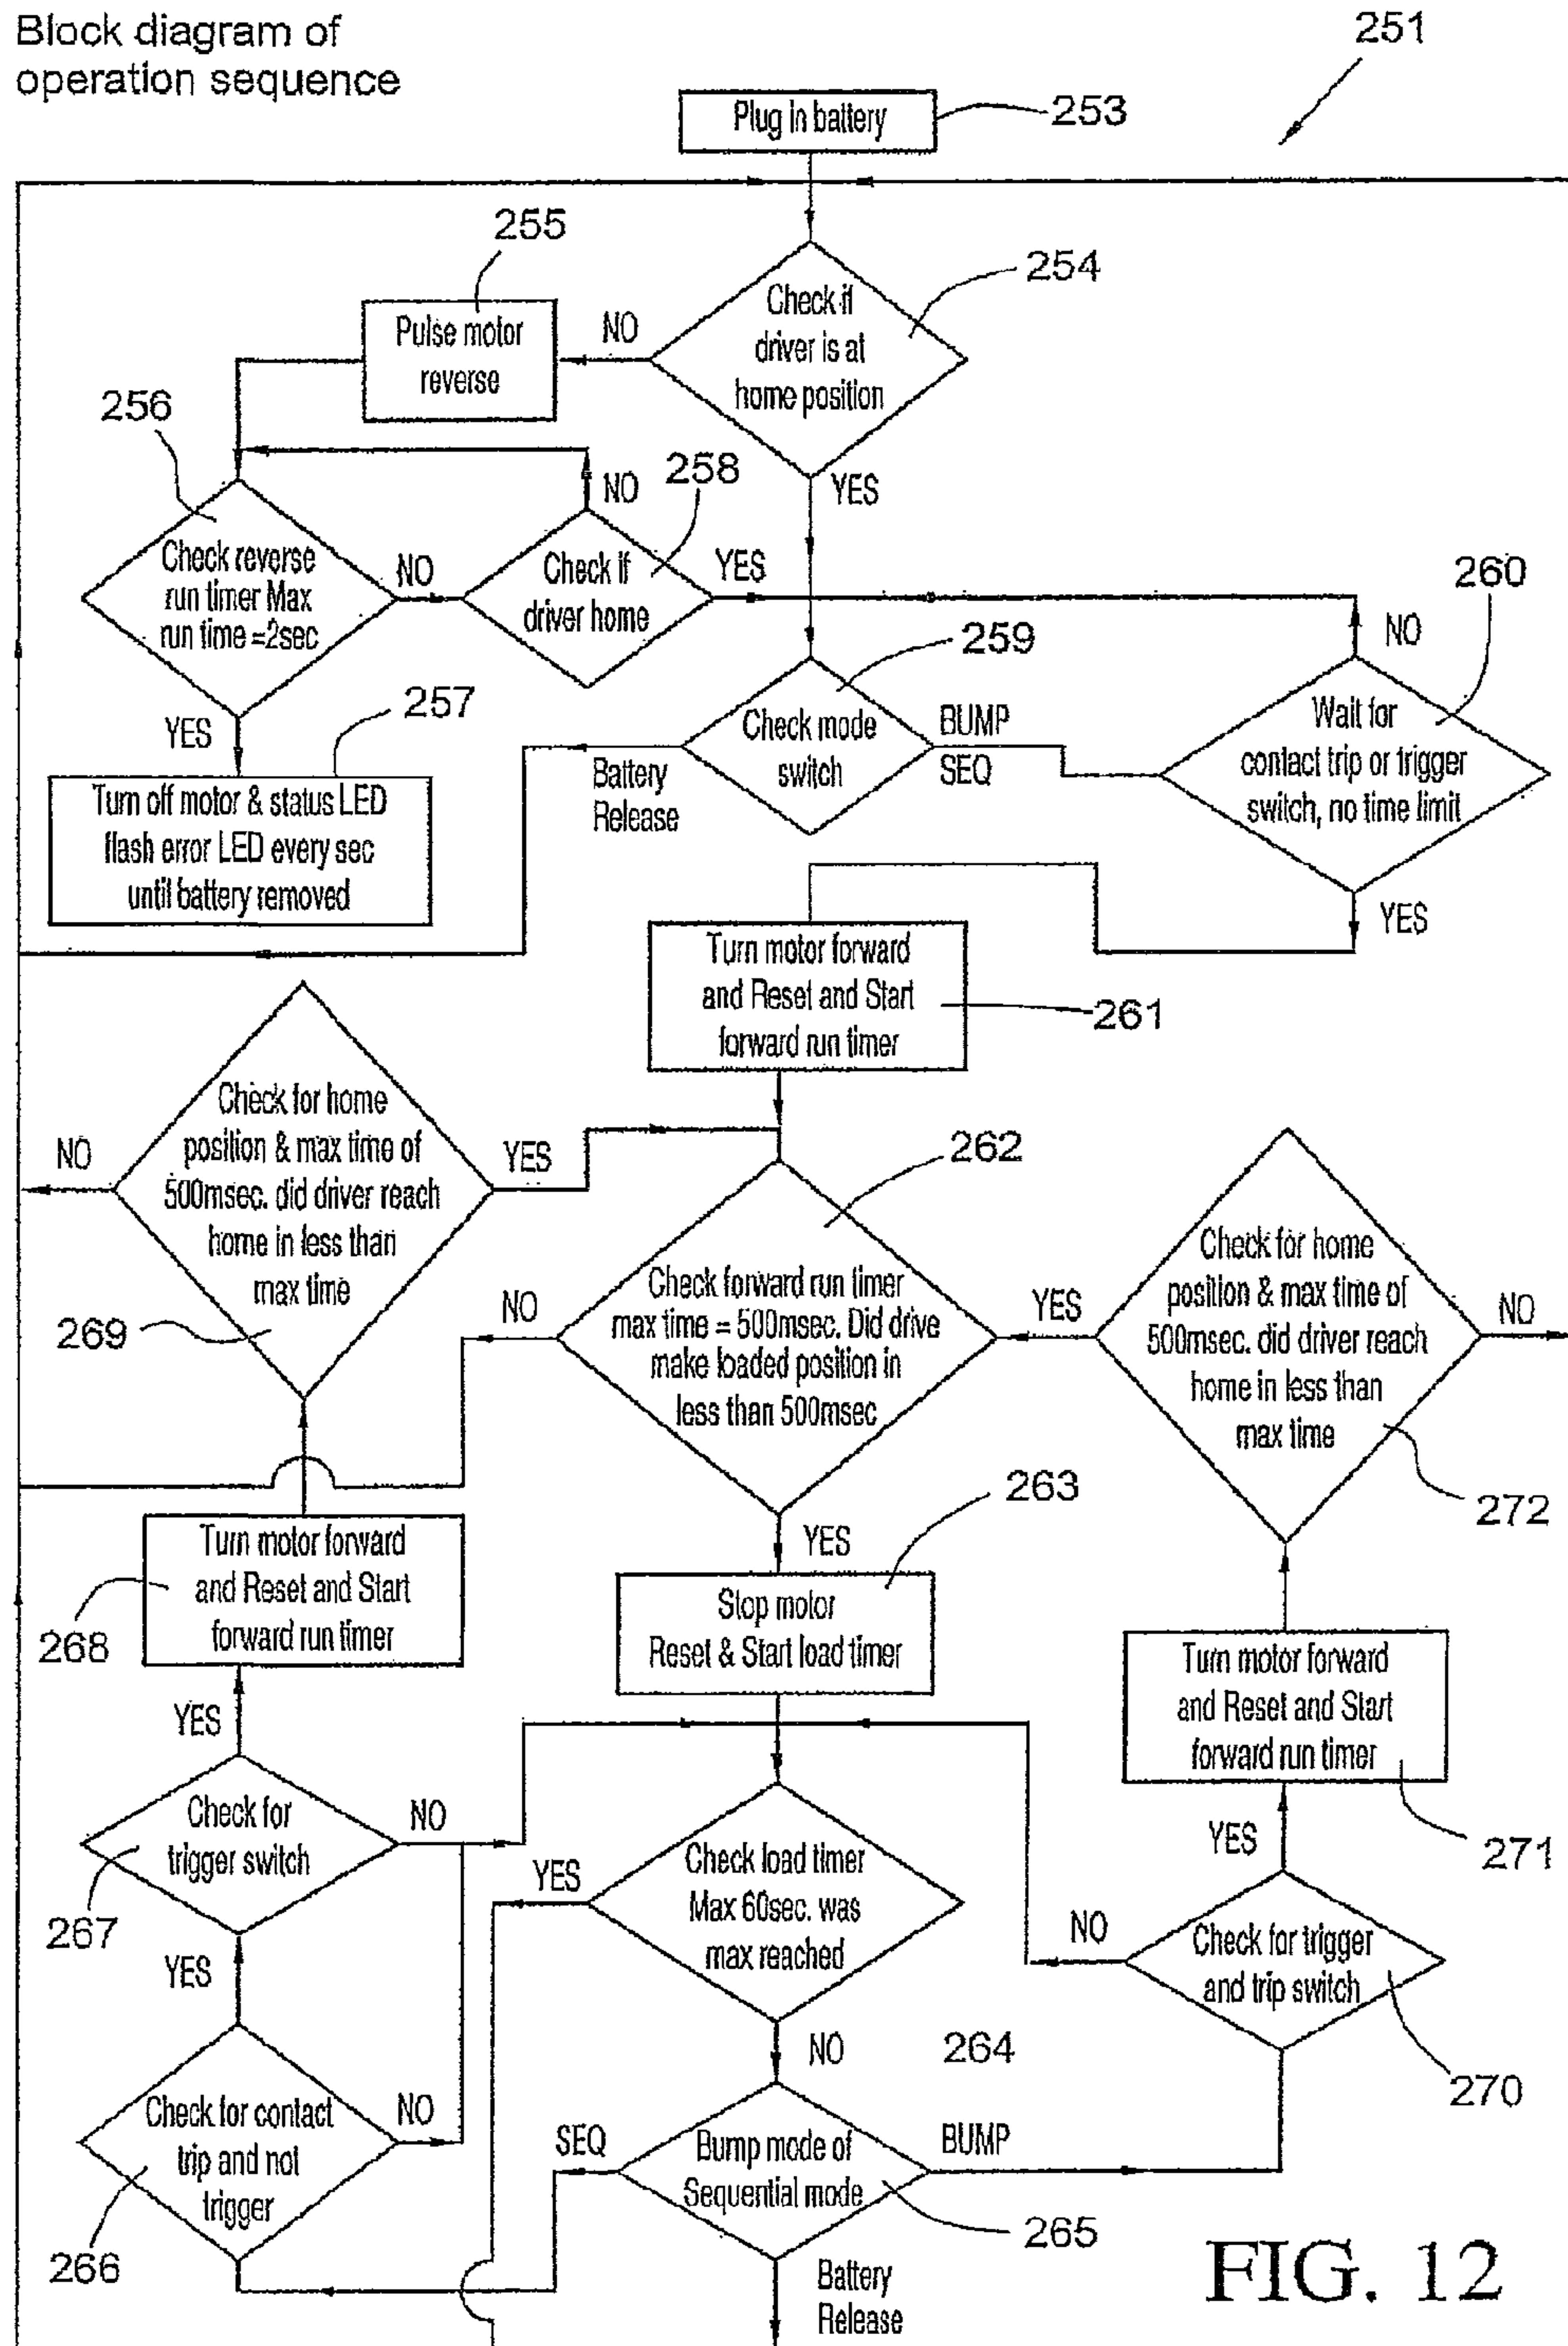 Block diagram of
operation sequence
251
Plug in battery
253
255
254
Check if
driver is at
home position
NO
Pulse motor
reverse
256
258
NO
YES
Check reverse
run timer Max
run time =2sec
NO
Check if
driver home
YES
260
NO
259
YES
257
Check mode
switch
BUMP
SEQ
Battery
Release
Wait for
contact trip or trigger
switch, no time limit
Turn off motor & status LED
flash error LED every sec
until battery removed
YES
Turn motor forward
and Reset and Start
forward run timer
261
Check for home
position & max time of
500msec. did driver reach
home in less than
max time
NO
YES
262
269
NO
Check forward run timer
max time = 500msec. Did drive
make loaded position in
less than 500msec
YES
Check for home
position & max time of
500msec. did driver reach
home in less than
max time
NO
263
272
YES
Turn motor forward
and Reset and Start
forward run timer
268
Stop motor
Reset & Start load timer
Turn motor forward
and Reset and Start
forward run timer
YES
Check for
trigger switch
NO
267
YES
Check load timer
Max 60sec. was
max reached
YES
271
NO
Check for trigger
and trip switch
YES
NO
264
270
Check for contact
trip and not
trigger
NO
SEQ
Bump mode of
Sequential mode
BUMP
266
265
Battery
Release
FIG. 12